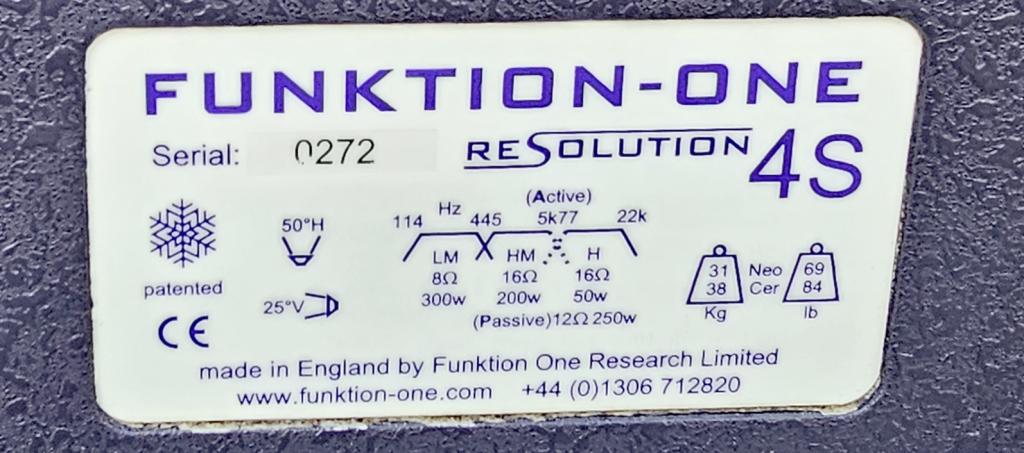 FUNKTION-ONE
Serial: 0272
RESOLUTION 4S
(Active)
114 Hz 445 5k77 22k
50°H
LM HM H
8Ω 16Ω 16Ω
300w 200w 50w
(Passive) 12Ω 250w
25°V
patented
CE
31 Neo 69
38 Cer 84
Kg lb
made in England by Funktion One Research Limited
www.funktion-one.com +44 (0)1306 712820